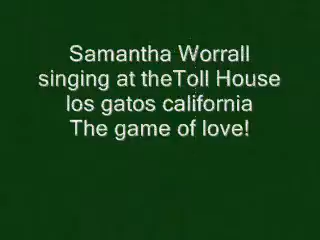 Samantha Worrall
singing at theToll House
los gatos california
The game of love!